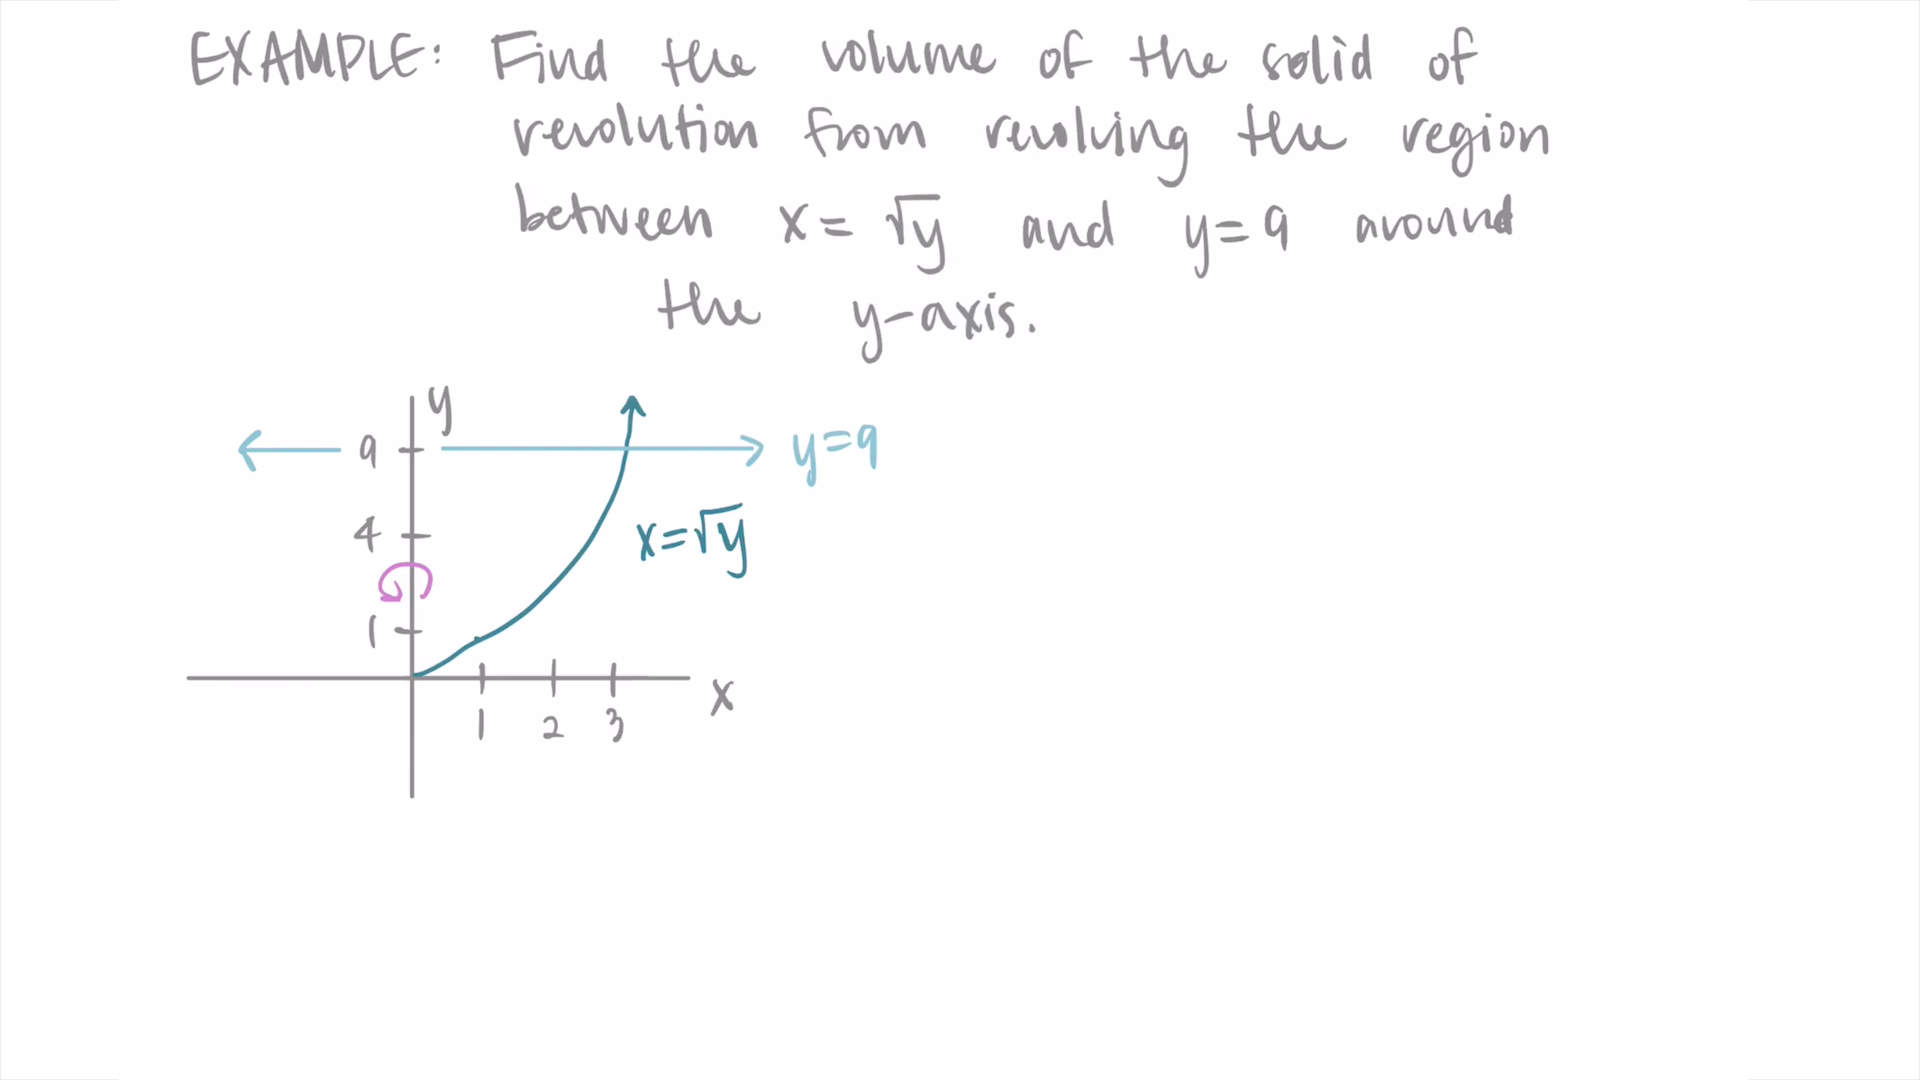 EXAMPLE: Find the volume of the solid of
revolution from revolving the region
between x = √y and y = 9 around
the y-axis.
y
9
y=9
4
x=√y
1
x
1 2 3